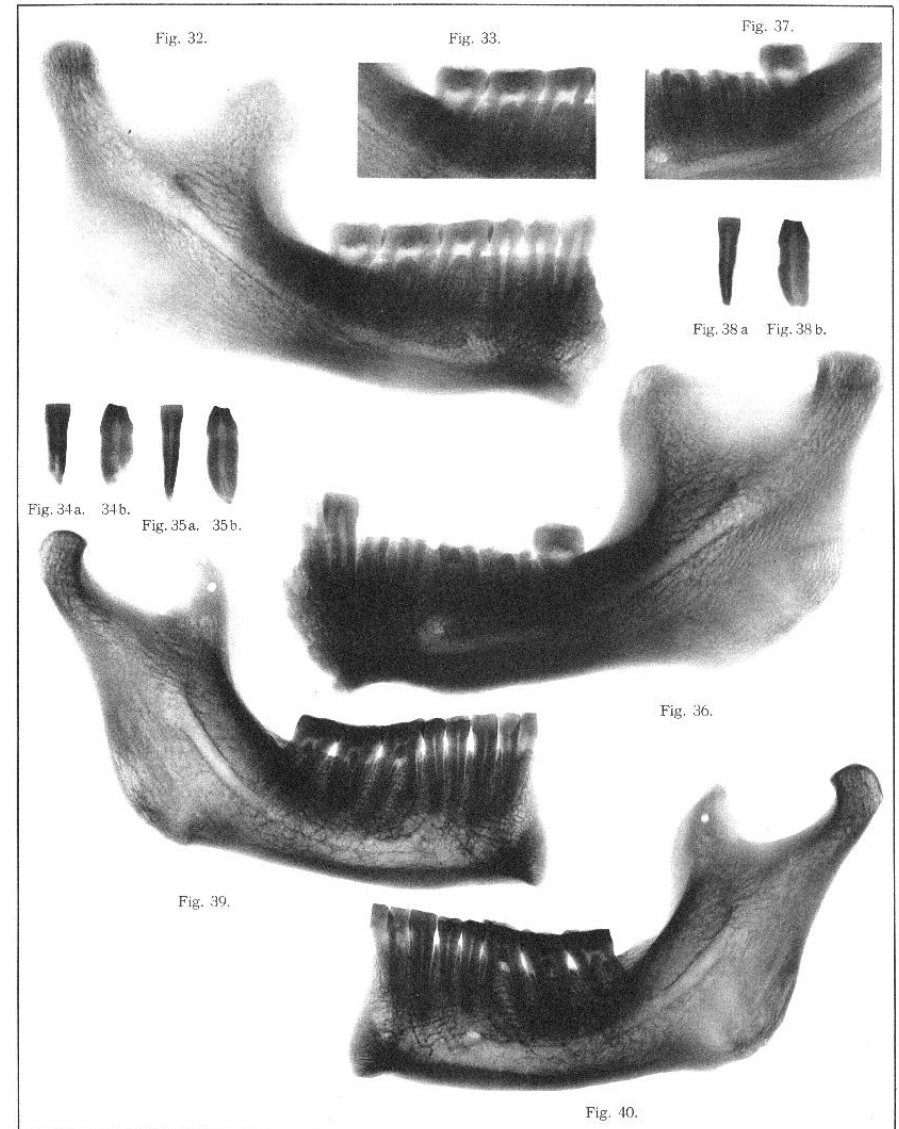 Fig. 32.
Fig. 33.
Fig. 37.
Fig. 38 a
Fig. 38 b.
Fig. 34 a.
34 b.
Fig. 35 a.
35 b.
Fig. 36.
Fig. 39.
Fig. 40.